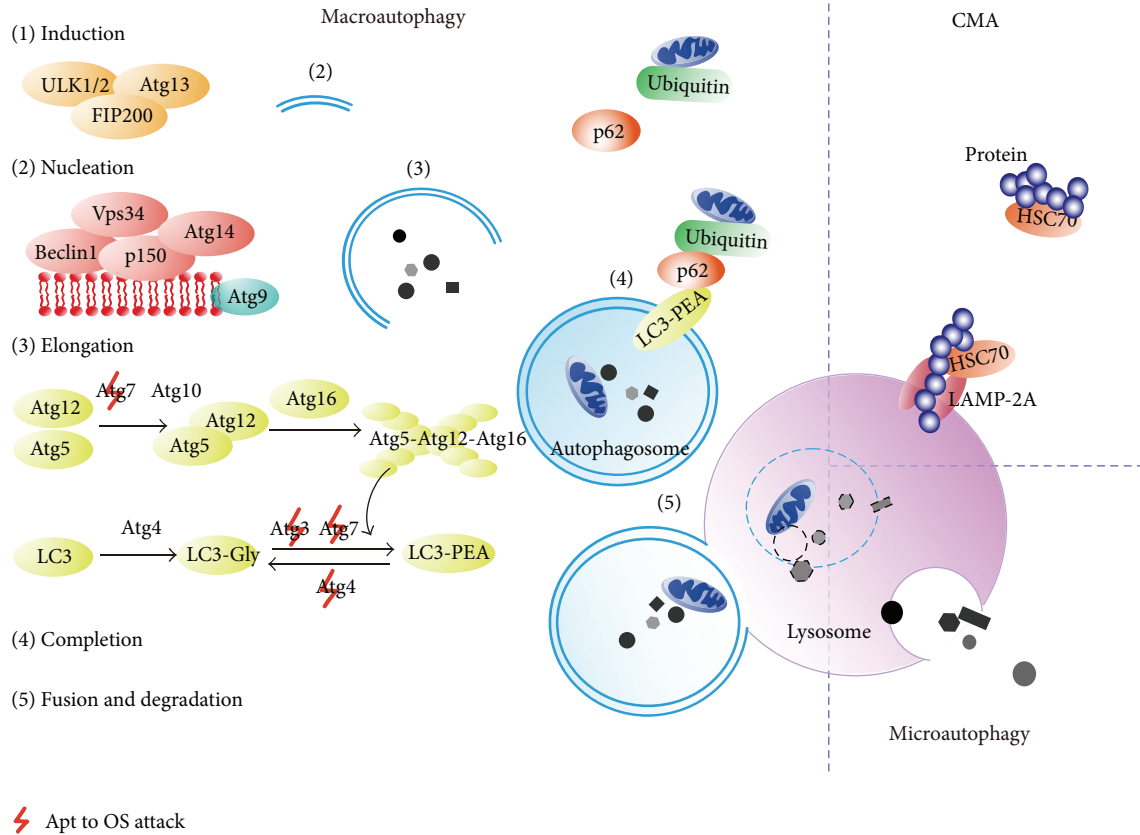 Macroautophagy
CMA
(1) Induction
ULK1/2
Atg13
FIP200
(2)
Ubiquitin
p62
(2) Nucleation
Vps34
Atg14
Beclin1
p150
Atg9
(3)
Protein
HSC70
Ubiquitin
p62
LC3-PEA
(4)
Autophagosome
HSC70
LAMP-2A
(3) Elongation
Atg7
Atg10
Atg12
Atg5
Atg12
Atg5
Atg16
Atg5-Atg12-Atg16
LC3
Atg4
LC3-Gly
Atg3
Atg7
Atg4
LC3-PEA
(5)
Lysosome
(4) Completion
(5) Fusion and degradation
Microautophagy
Apt to OS attack